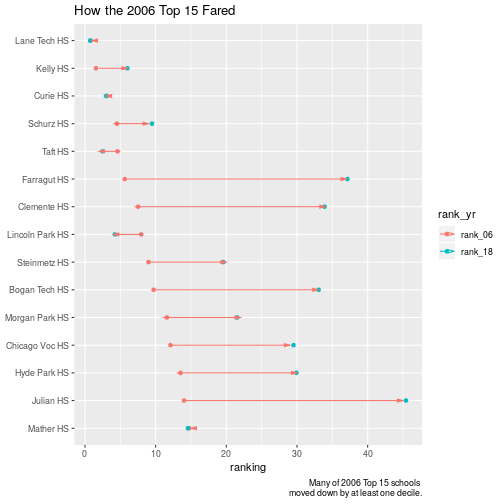 How the 2006 Top 15 Fared
Lane Tech HS
Kelly HS
Curie HS
Schurz HS
Taft HS
Farragut HS
Clemente HS
Lincoln Park HS
Steinmetz HS
Bogan Tech HS
Morgan Park HS
Chicago Voc HS
Hyde Park HS
Julian HS
Mather HS
0 10 20 30 40
ranking
rank_yr
rank_06
rank_18
Many of 2006 Top 15 schools
moved down by at least one decile.